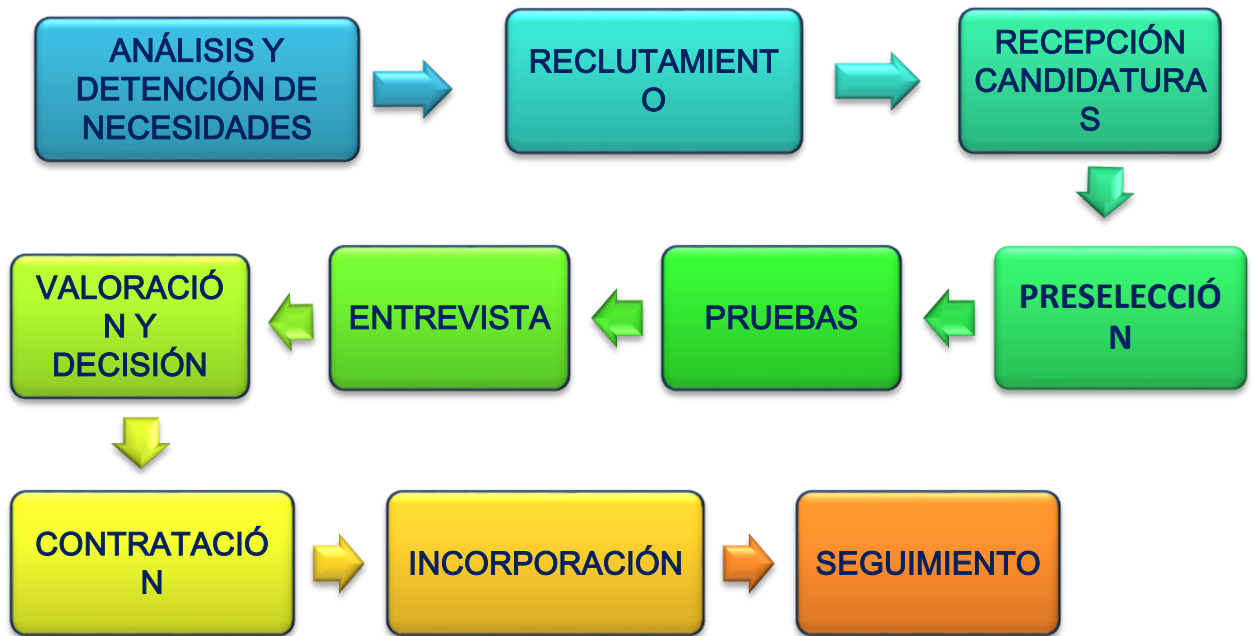 ANÁLISIS Y
DETENCIÓN DE
NECESIDADES
RECLUTAMIENT
O
RECEPCIÓN
CANDIDATURA
S
PRESELECCIÓ
N
PRUEBAS
ENTREVISTA
VALORACIÓ
N Y
DECISIÓN
CONTRATACIÓ
N
INCORPORACIÓN
SEGUIMIENTO